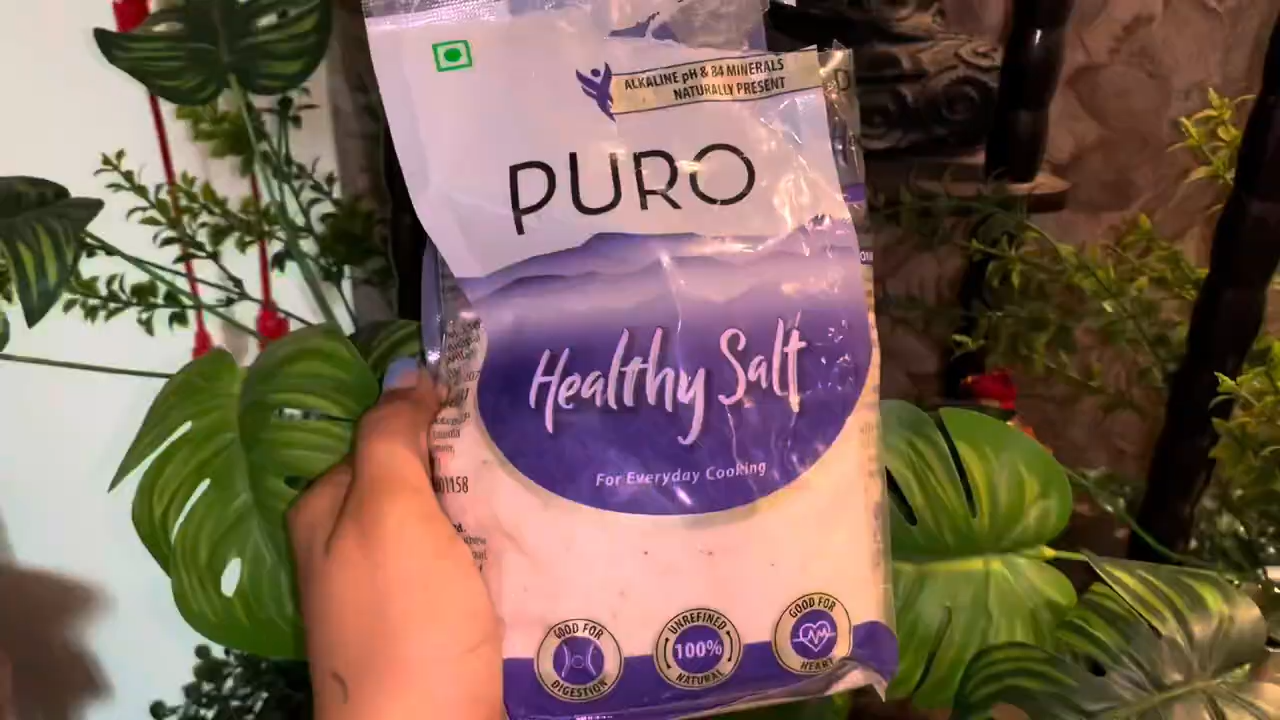 ALKALINE pH & 84 MINERALS
NATURALLY PRESENT
PURO
Healthy Salt
For Everyday Cooking
GOOD FOR
DIGESTION
UNREFINED
100%
NATURAL
GOOD FOR
HEART